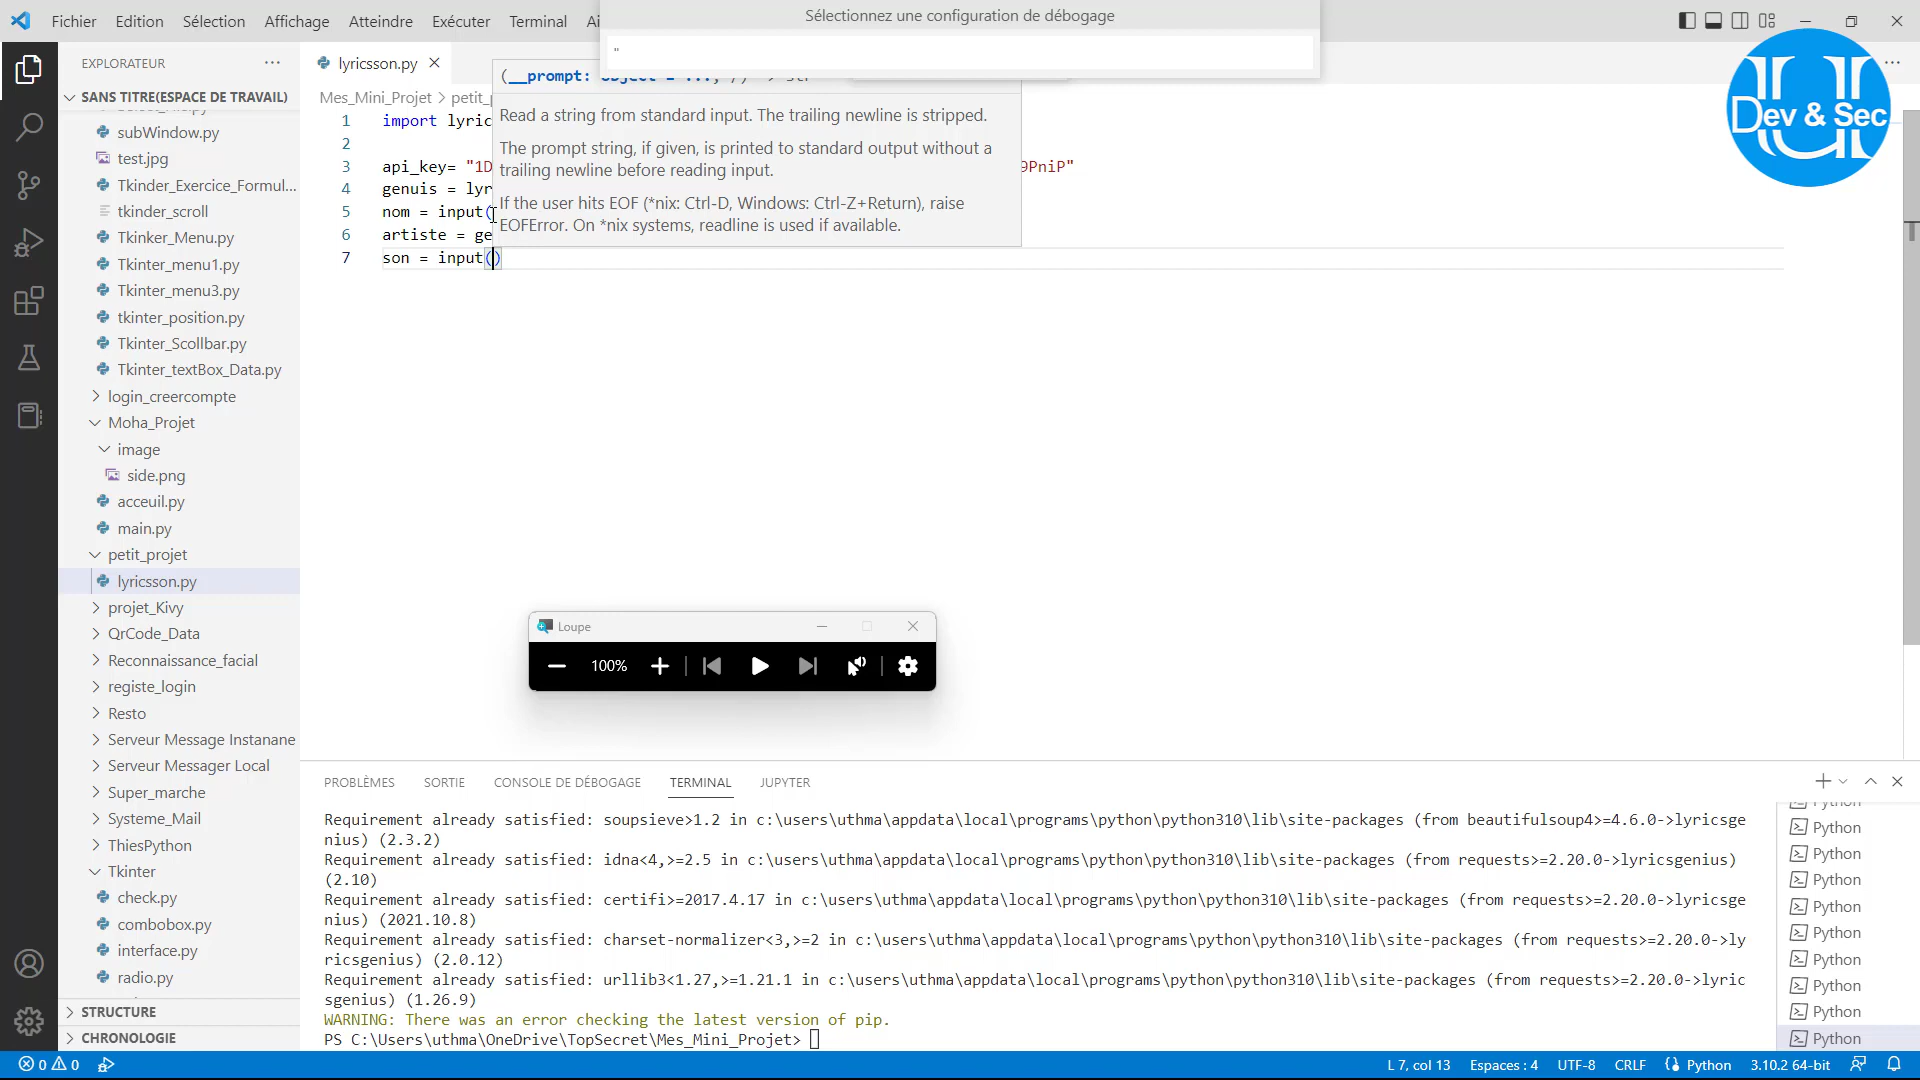 Fichier Edition Sélection Affichage Atteindre Exécuter Terminal
Sélectionnez une configuration de débogage
"
EXPLORATEUR
lyricsson.py
Dev & Sec
SANS TITRE(ESPACE DE TRAVAIL)
subWindow.py
test.jpg
Tkinder_Exercice_Formul...
tkinder_scroll
Tkinker_Menu.py
Tkinter_menu1.py
Tkinter_menu3.py
tkinter_position.py
Tkinter_Scollbar.py
Tkinter_textBox_Data.py
login_creercompte
Moha_Projet
image
side.png
acceuil.py
main.py
petit_projet
lyricsson.py
projet_Kivy
QrCode_Data
Reconnaissance_facial
registe_login
Resto
Serveur Message Instanane
Serveur Messager Local
Super_marche
Systeme_Mail
ThiesPython
Tkinter
check.py
combobox.py
interface.py
radio.py
STRUCTURE
CHRONOLOGIE
Mes_Mini_Projet > petit_p
1 import lyric
2
3 api_key= "1D 9PniP"
4 genuis = lyr
5 nom = input(
6 artiste = ge
7 son = input()
(__prompt:
Read a string from standard input. The trailing newline is stripped.
The prompt string, if given, is printed to standard output without a
trailing newline before reading input.
If the user hits EOF (*nix: Ctrl-D, Windows: Ctrl-Z+Return), raise
EOFError. On *nix systems, readline is used if available.
Loupe
100%
PROBLÈMES SORTIE CONSOLE DE DÉBOGAGE TERMINAL JUPYTER
Requirement already satisfied: soupsieve>1.2 in c:\users\uthma\appdata\local\programs\python\python310\lib\site-packages (from beautifulsoup4>=4.6.0->lyricsge
nius) (2.3.2)
Requirement already satisfied: idna<4,>=2.5 in c:\users\uthma\appdata\local\programs\python\python310\lib\site-packages (from requests>=2.20.0->lyricsgenius)
(2.10)
Requirement already satisfied: certifi>=2017.4.17 in c:\users\uthma\appdata\local\programs\python\python310\lib\site-packages (from requests>=2.20.0->lyricsge
nius) (2021.10.8)
Requirement already satisfied: charset-normalizer<3,>=2 in c:\users\uthma\appdata\local\programs\python\python310\lib\site-packages (from requests>=2.20.0->ly
ricsgenius) (2.0.12)
Requirement already satisfied: urllib3<1.27,>=1.21.1 in c:\users\uthma\appdata\local\programs\python\python310\lib\site-packages (from requests>=2.20.0->lyric
sgenius) (1.26.9)
WARNING: There was an error checking the latest version of pip.
PS C:\Users\uthma\OneDrive\TopSecret\Mes_Mini_Projet>
Python
Python
Python
Python
Python
Python
Python
Python
Python
0 0
L 7, col 13 Espaces : 4 UTF-8 CRLF Python 3.10.2 64-bit